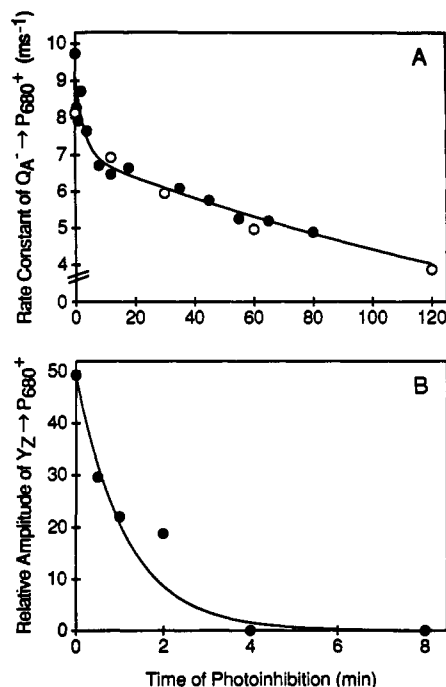 A
Rate Constant of QA⁻ → P680⁺ (ms⁻¹)
10
9
8
7
6
5
4
0
0 20 40 60 80 100 120
B
Relative Amplitude of YZ → P680⁺
50
40
30
20
10
0
0 2 4 6 8
Time of Photoinhibition (min)